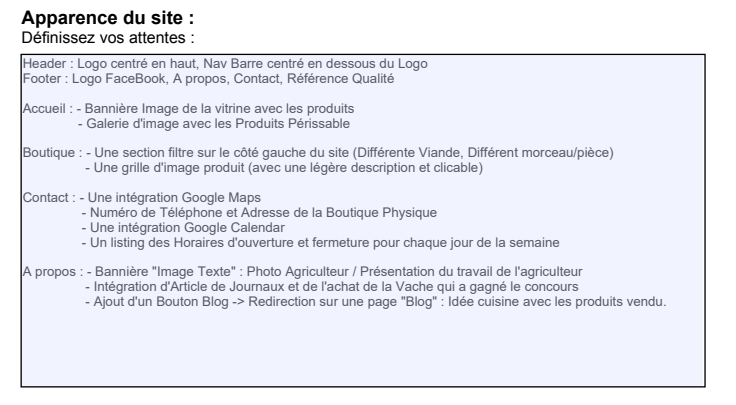 Apparence du site :
Définissez vos attentes :
Header : Logo centré en haut, Nav Barre centré en dessous du Logo
Footer : Logo FaceBook, A propos, Contact, Référence Qualité
Accueil : - Bannière Image de la vitrine avec les produits
- Galerie d'image avec les Produits Périssable
Boutique : - Une section filtre sur le côté gauche du site (Différente Viande, Différent morceau/pièce)
- Une grille d'image produit (avec une légère description et clicable)
Contact : - Une intégration Google Maps
- Numéro de Téléphone et Adresse de la Boutique Physique
- Une intégration Google Calendar
- Un listing des Horaires d'ouverture et fermeture pour chaque jour de la semaine
A propos : - Bannière "Image Texte" : Photo Agriculteur / Présentation du travail de l'agriculteur
- Intégration d'Article de Journaux et de l'achat de la Vache qui a gagné le concours
- Ajout d'un Bouton Blog -> Redirection sur une page "Blog" : Idée cuisine avec les produits vendu.